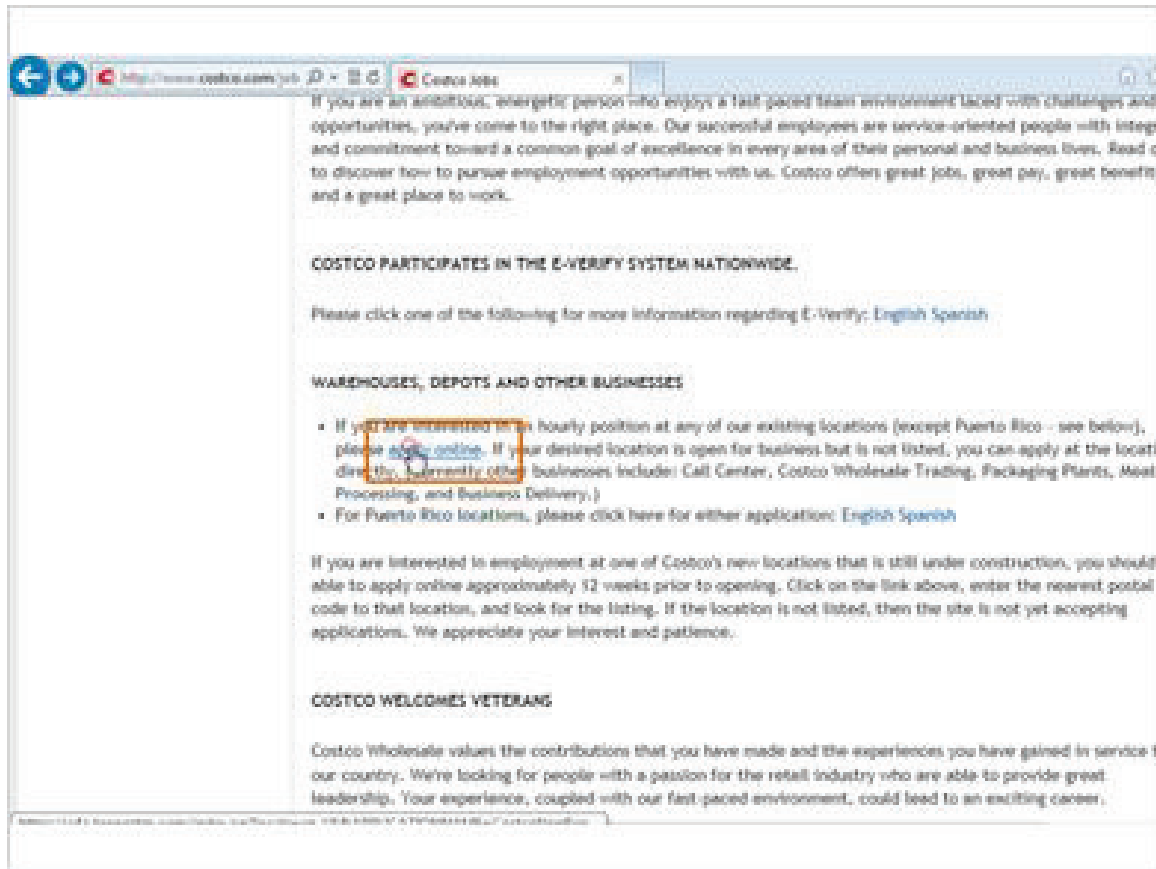 costco.com/job
Costco Jobs
If you are an ambitious, energetic person who enjoys a fast paced team environment laced with challenges and
opportunities, you've come to the right place. Our successful employees are service-oriented people with integ
and commitment toward a common goal of excellence in every area of their personal and business lives. Read o
to discover how to pursue employment opportunities with us. Costco offers great jobs, great pay, great benefit
and a great place to work.
COSTCO PARTICIPATES IN THE E-VERIFY SYSTEM NATIONWIDE.
Please click one of the following for more information regarding E-Verify: English Spanish
WAREHOUSES, DEPOTS AND OTHER BUSINESSES
• If you are interested in an hourly position at any of our existing locations (except Puerto Rico - see below),
please apply online. If your desired location is open for business but is not listed, you can apply at the locati
directly. (Currently other businesses include: Call Center, Costco Wholesale Trading, Packaging Plants, Meat
Processing, and Business Delivery.)
• For Puerto Rico locations, please click here for either application: English Spanish
If you are interested in employment at one of Costco's new locations that is still under construction, you should
able to apply online approximately 12 weeks prior to opening. Click on the link above, enter the nearest postal
code to that location, and look for the listing. If the location is not listed, then the site is not yet accepting
applications. We appreciate your interest and patience.
COSTCO WELCOMES VETERANS
Costco Wholesale values the contributions that you have made and the experiences you have gained in service t
our country. We're looking for people with a passion for the retail industry who are able to provide great
leadership. Your experience, coupled with our fast-paced environment, could lead to an exciting career.